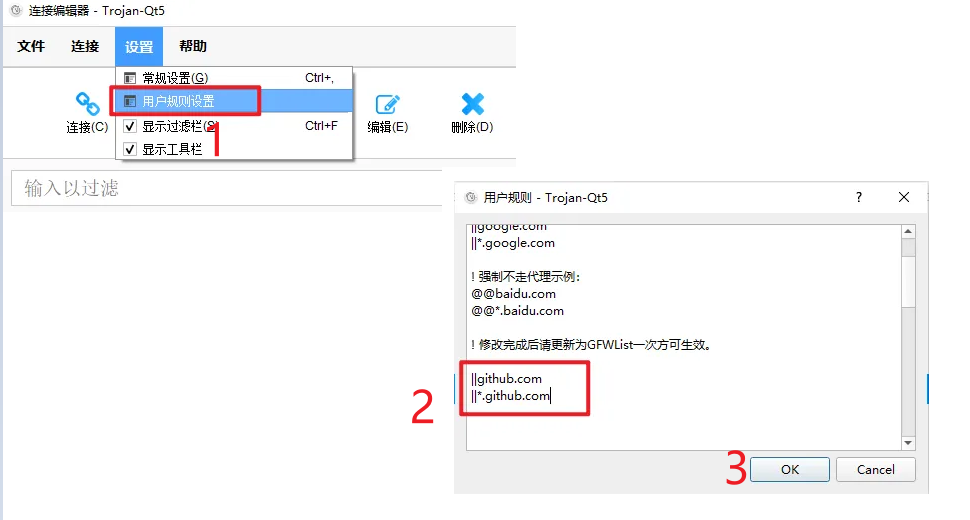 连接编辑器 - Trojan-Qt5
文件 连接 设置 帮助
常规设置(G) Ctrl+,
用户规则设置
显示过滤栏(S) Ctrl+F
显示工具栏
1
连接(C) 编辑(E) 删除(D)
输入以过滤
用户规则 - Trojan-Qt5 ?
||google.com
||*.google.com
! 强制不走代理示例:
@@baidu.com
@@*.baidu.com
! 修改完成后请更新为GFWList一次方可生效。
||github.com
||*.github.com
2
3
OK Cancel